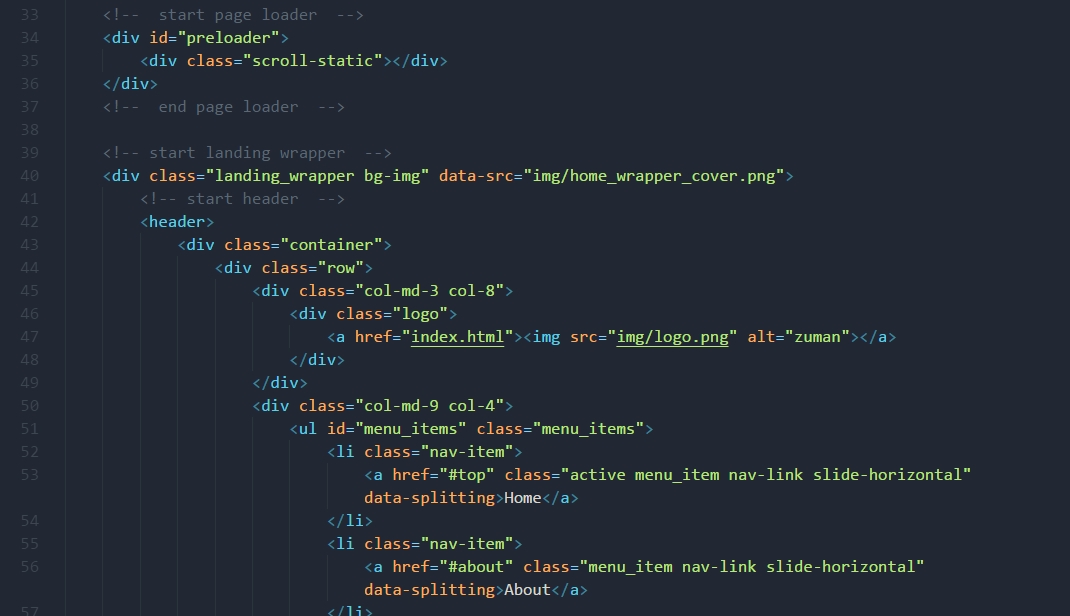 33 <!--  start page loader  -->
34 <div id="preloader">
35 <div class="scroll-static"></div>
36 </div>
37 <!--  end page loader  -->
38
39 <!-- start landing wrapper  -->
40 <div class="landing_wrapper bg-img" data-src="img/home_wrapper_cover.png">
41 <!-- start header  -->
42 <header>
43 <div class="container">
44 <div class="row">
45 <div class="col-md-3 col-8">
46 <div class="logo">
47 <a href="index.html"><img src="img/logo.png" alt="zuman"></a>
48 </div>
49 </div>
50 <div class="col-md-9 col-4">
51 <ul id="menu_items" class="menu_items">
52 <li class="nav-item">
53 <a href="#top" class="active menu_item nav-link slide-horizontal"
data-splitting>Home</a>
54 </li>
55 <li class="nav-item">
56 <a href="#about" class="menu_item nav-link slide-horizontal"
data-splitting>About</a>
57 </li>